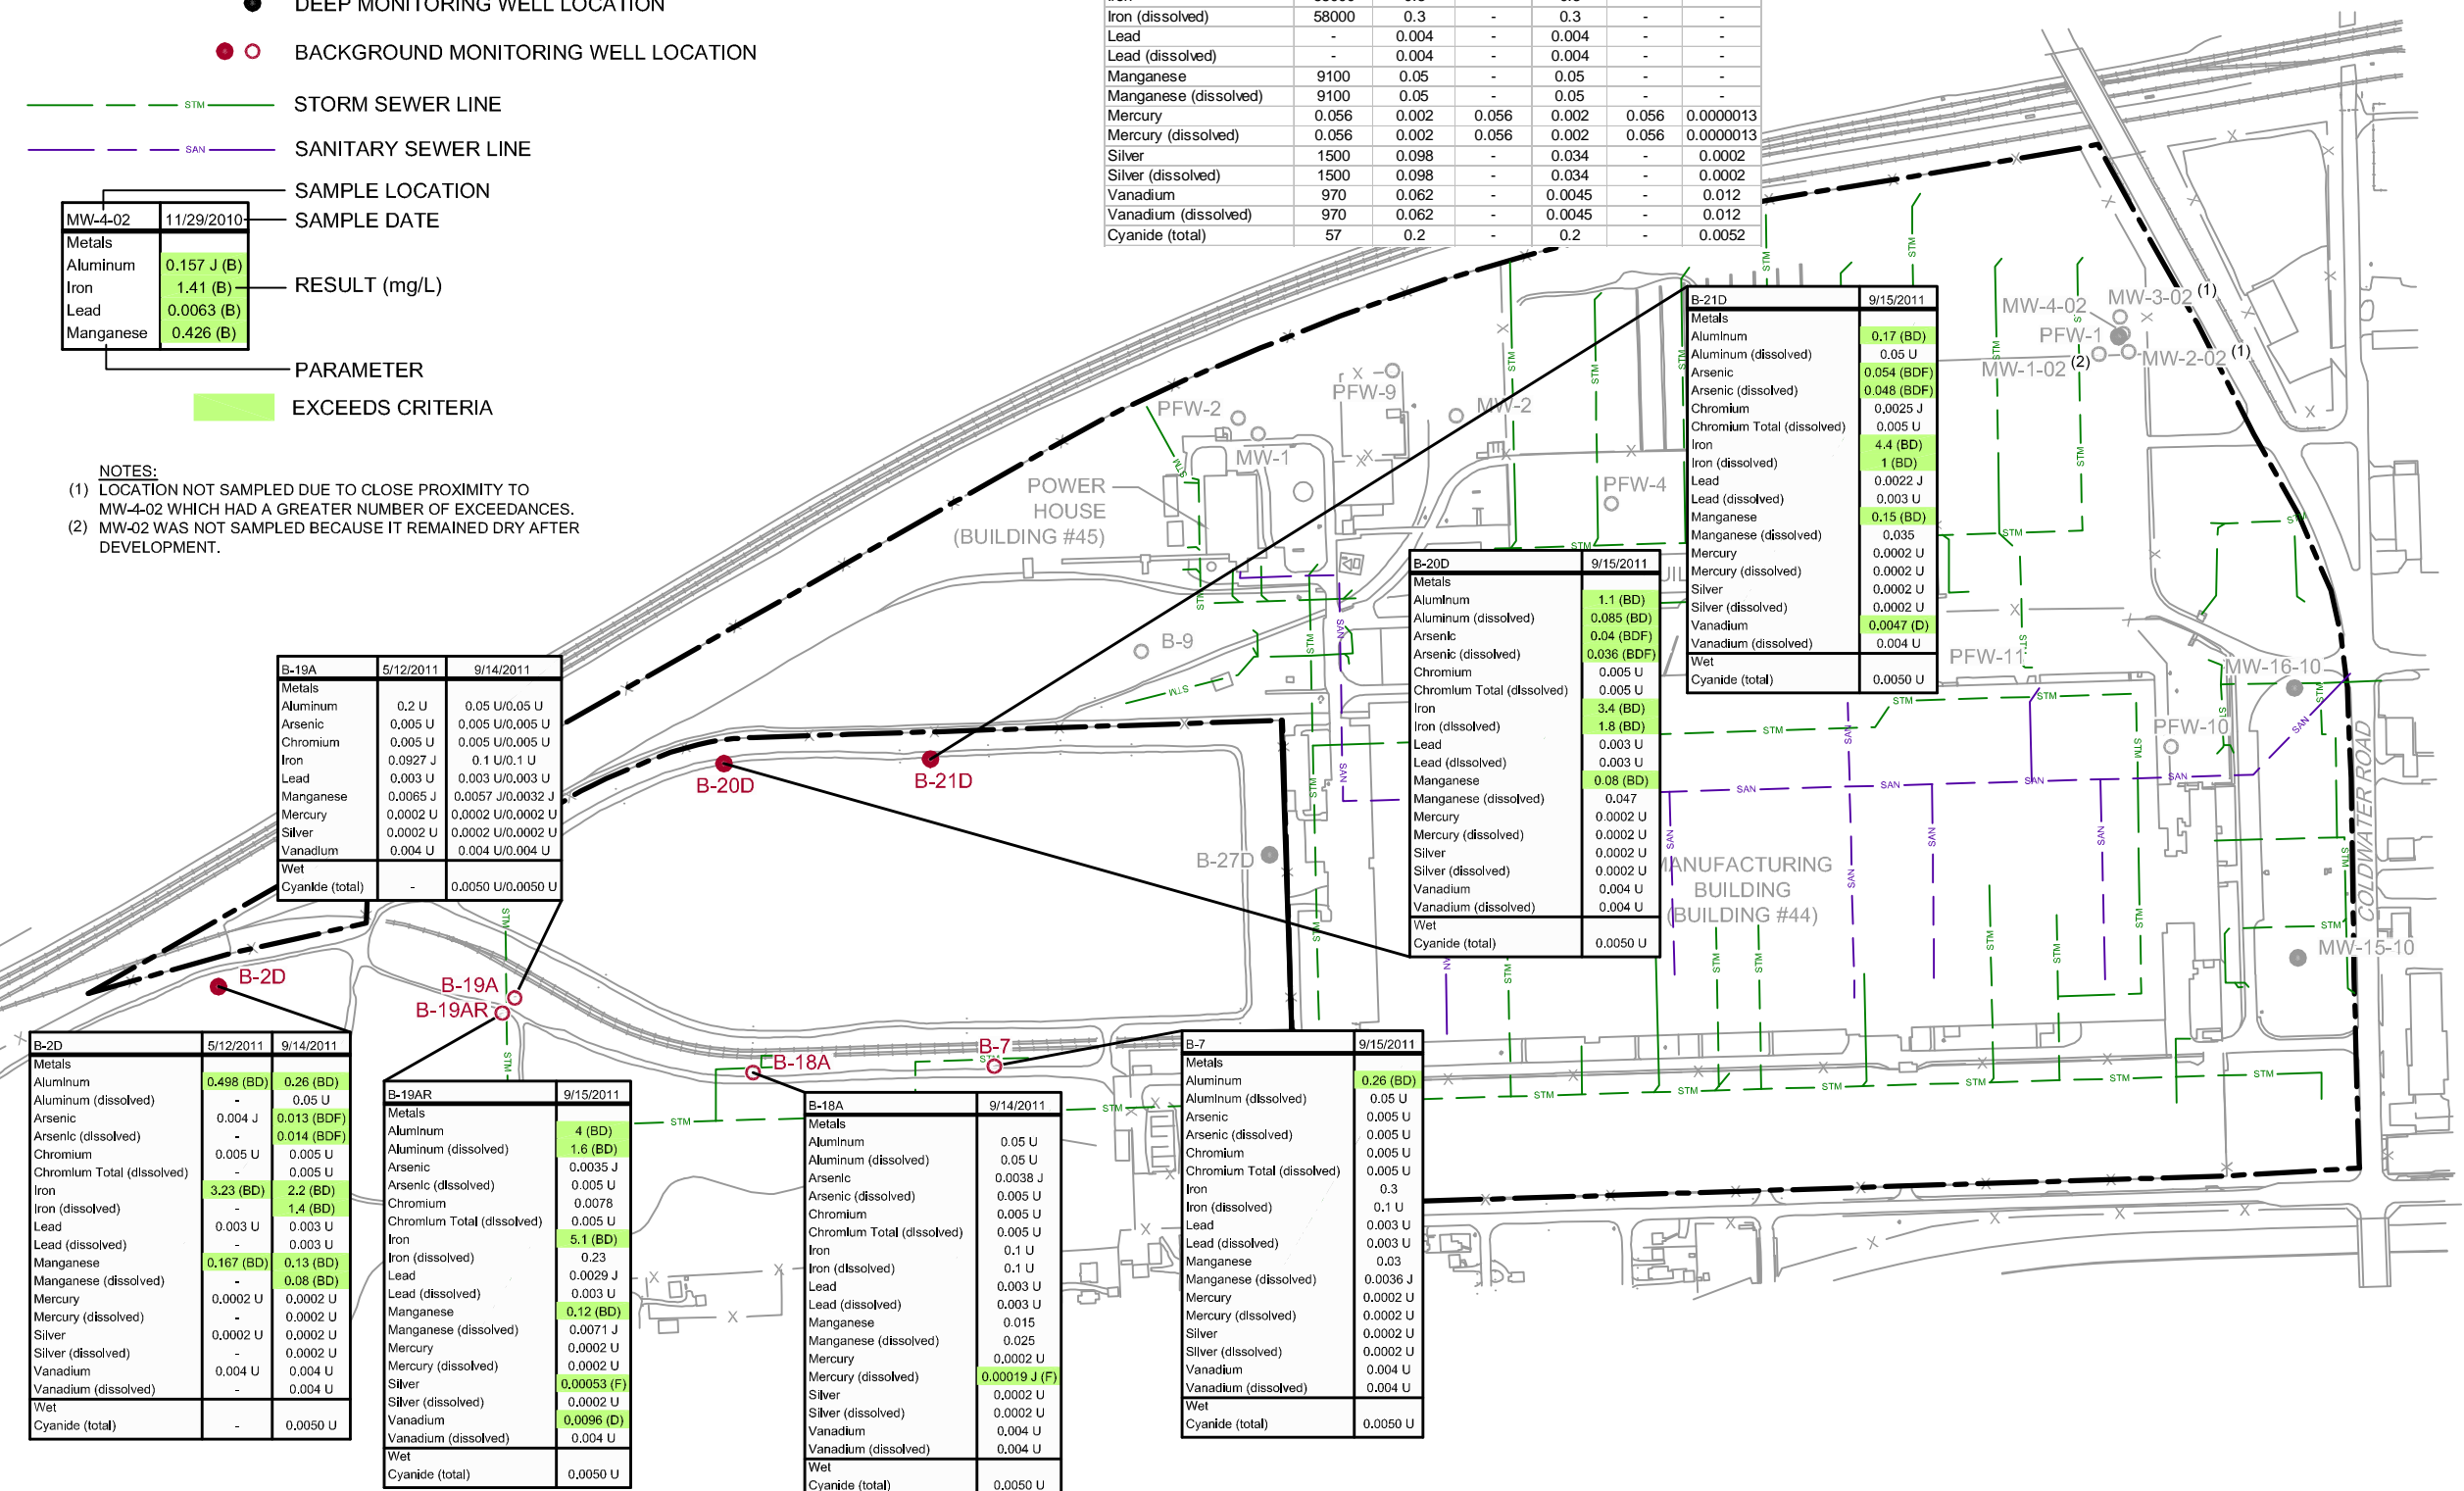 DEEP MONITORING WELL LOCATION
BACKGROUND MONITORING WELL LOCATION
STM STORM SEWER LINE
SAN SANITARY SEWER LINE
SAMPLE LOCATION
SAMPLE DATE
MW-4-02 11/29/2010
Metals
Aluminum 0.157 J (B)
Iron 1.41 (B)
Lead 0.0063 (B)
Manganese 0.426 (B)
RESULT (mg/L)
PARAMETER
EXCEEDS CRITERIA
NOTES:
(1) LOCATION NOT SAMPLED DUE TO CLOSE PROXIMITY TO
MW-4-02 WHICH HAD A GREATER NUMBER OF EXCEEDANCES.
(2) MW-02 WAS NOT SAMPLED BECAUSE IT REMAINED DRY AFTER
DEVELOPMENT.
Iron (dissolved) 58000 0.3 - 0.3 - -
Lead - 0.004 - 0.004 - -
Lead (dissolved) - 0.004 - 0.004 - -
Manganese 9100 0.05 - 0.05 - -
Manganese (dissolved) 9100 0.05 - 0.05 - -
Mercury 0.056 0.002 0.056 0.002 0.056 0.0000013
Mercury (dissolved) 0.056 0.002 0.056 0.002 0.056 0.0000013
Silver 1500 0.098 - 0.034 - 0.0002
Silver (dissolved) 1500 0.098 - 0.034 - 0.0002
Vanadium 970 0.062 - 0.0045 - 0.012
Vanadium (dissolved) 970 0.062 - 0.0045 - 0.012
Cyanide (total) 57 0.2 - 0.2 - 0.0052
B-21D 9/15/2011
Metals
Aluminum 0.17 (BD)
Aluminum (dissolved) 0.05 U
Arsenic 0.054 (BDF)
Arsenic (dissolved) 0.048 (BDF)
Chromium 0.0025 J
Chromium Total (dissolved) 0.005 U
Iron 4.4 (BD)
Iron (dissolved) 1 (BD)
Lead 0.0022 J
Lead (dissolved) 0.003 U
Manganese 0.15 (BD)
Manganese (dissolved) 0.035
Mercury 0.0002 U
Mercury (dissolved) 0.0002 U
Silver 0.0002 U
Silver (dissolved) 0.0002 U
Vanadium 0.0047 (D)
Vanadium (dissolved) 0.004 U
Wet
Cyanide (total) 0.0050 U
MW-4-02
MW-3-02 (1)
PFW-1
MW-1-02 (2)
MW-2-02 (1)
PFW-2
PFW-9
MW-2
MW-1
PFW-4
POWER
HOUSE
(BUILDING #45)
B-9
PFW-11
MW-16-10
PFW-10
COLDWATER ROAD
MW-15-10
B-27D
MANUFACTURING
BUILDING
(BUILDING #44)
B-20D 9/15/2011
Metals
Aluminum 1.1 (BD)
Aluminum (dissolved) 0.085 (BD)
Arsenic 0.04 (BDF)
Arsenic (dissolved) 0.036 (BDF)
Chromium 0.005 U
Chromium Total (dissolved) 0.005 U
Iron 3.4 (BD)
Iron (dissolved) 1.8 (BD)
Lead 0.003 U
Lead (dissolved) 0.003 U
Manganese 0.08 (BD)
Manganese (dissolved) 0.047
Mercury 0.0002 U
Mercury (dissolved) 0.0002 U
Silver 0.0002 U
Silver (dissolved) 0.0002 U
Vanadium 0.004 U
Vanadium (dissolved) 0.004 U
Wet
Cyanide (total) 0.0050 U
B-19A 5/12/2011 9/14/2011
Metals
Aluminum 0.2 U 0.05 U/0.05 U
Arsenic 0.005 U 0.005 U/0.005 U
Chromium 0.005 U 0.005 U/0.005 U
Iron 0.0927 J 0.1 U/0.1 U
Lead 0.003 U 0.003 U/0.003 U
Manganese 0.0065 J 0.0057 J/0.0032 J
Mercury 0.0002 U 0.0002 U/0.0002 U
Silver 0.0002 U 0.0002 U/0.0002 U
Vanadium 0.004 U 0.004 U/0.004 U
Wet
Cyanide (total) - 0.0050 U/0.0050 U
B-20D
B-21D
B-2D
B-19A
B-19AR
B-18A
B-7
B-2D 5/12/2011 9/14/2011
Metals
Aluminum 0.498 (BD) 0.26 (BD)
Aluminum (dissolved) - 0.05 U
Arsenic 0.004 J 0.013 (BDF)
Arsenic (dissolved) - 0.014 (BDF)
Chromium 0.005 U 0.005 U
Chromium Total (dissolved) - 0.005 U
Iron 3.23 (BD) 2.2 (BD)
Iron (dissolved) - 1.4 (BD)
Lead 0.003 U 0.003 U
Lead (dissolved) - 0.003 U
Manganese 0.167 (BD) 0.13 (BD)
Manganese (dissolved) - 0.08 (BD)
Mercury 0.0002 U 0.0002 U
Mercury (dissolved) - 0.0002 U
Silver 0.0002 U 0.0002 U
Silver (dissolved) - 0.0002 U
Vanadium 0.004 U 0.004 U
Vanadium (dissolved) - 0.004 U
Wet
Cyanide (total) - 0.0050 U
B-19AR 9/15/2011
Metals
Aluminum 4 (BD)
Aluminum (dissolved) 1.6 (BD)
Arsenic 0.0035 J
Arsenic (dissolved) 0.005 U
Chromium 0.0078
Chromium Total (dissolved) 0.005 U
Iron 5.1 (BD)
Iron (dissolved) 0.23
Lead 0.0029 J
Lead (dissolved) 0.003 U
Manganese 0.12 (BD)
Manganese (dissolved) 0.0071 J
Mercury 0.0002 U
Mercury (dissolved) 0.0002 U
Silver 0.00053 (F)
Silver (dissolved) 0.0002 U
Vanadium 0.0096 (D)
Vanadium (dissolved) 0.004 U
Wet
Cyanide (total) 0.0050 U
B-18A 9/14/2011
Metals
Aluminum 0.05 U
Aluminum (dissolved) 0.05 U
Arsenic 0.0038 J
Arsenic (dissolved) 0.005 U
Chromium 0.005 U
Chromium Total (dissolved) 0.005 U
Iron 0.1 U
Iron (dissolved) 0.1 U
Lead 0.003 U
Lead (dissolved) 0.003 U
Manganese 0.015
Manganese (dissolved) 0.025
Mercury 0.0002 U
Mercury (dissolved) 0.00019 J (F)
Silver 0.0002 U
Silver (dissolved) 0.0002 U
Vanadium 0.004 U
Vanadium (dissolved) 0.004 U
Wet
Cyanide (total) 0.0050 U
B-7 9/15/2011
Metals
Aluminum 0.26 (BD)
Aluminum (dissolved) 0.05 U
Arsenic 0.005 U
Arsenic (dissolved) 0.005 U
Chromium 0.005 U
Chromium Total (dissolved) 0.005 U
Iron 0.3
Iron (dissolved) 0.1 U
Lead 0.003 U
Lead (dissolved) 0.003 U
Manganese 0.03
Manganese (dissolved) 0.0036 J
Mercury 0.0002 U
Mercury (dissolved) 0.0002 U
Silver 0.0002 U
Silver (dissolved) 0.0002 U
Vanadium 0.004 U
Vanadium (dissolved) 0.004 U
Wet
Cyanide (total) 0.0050 U